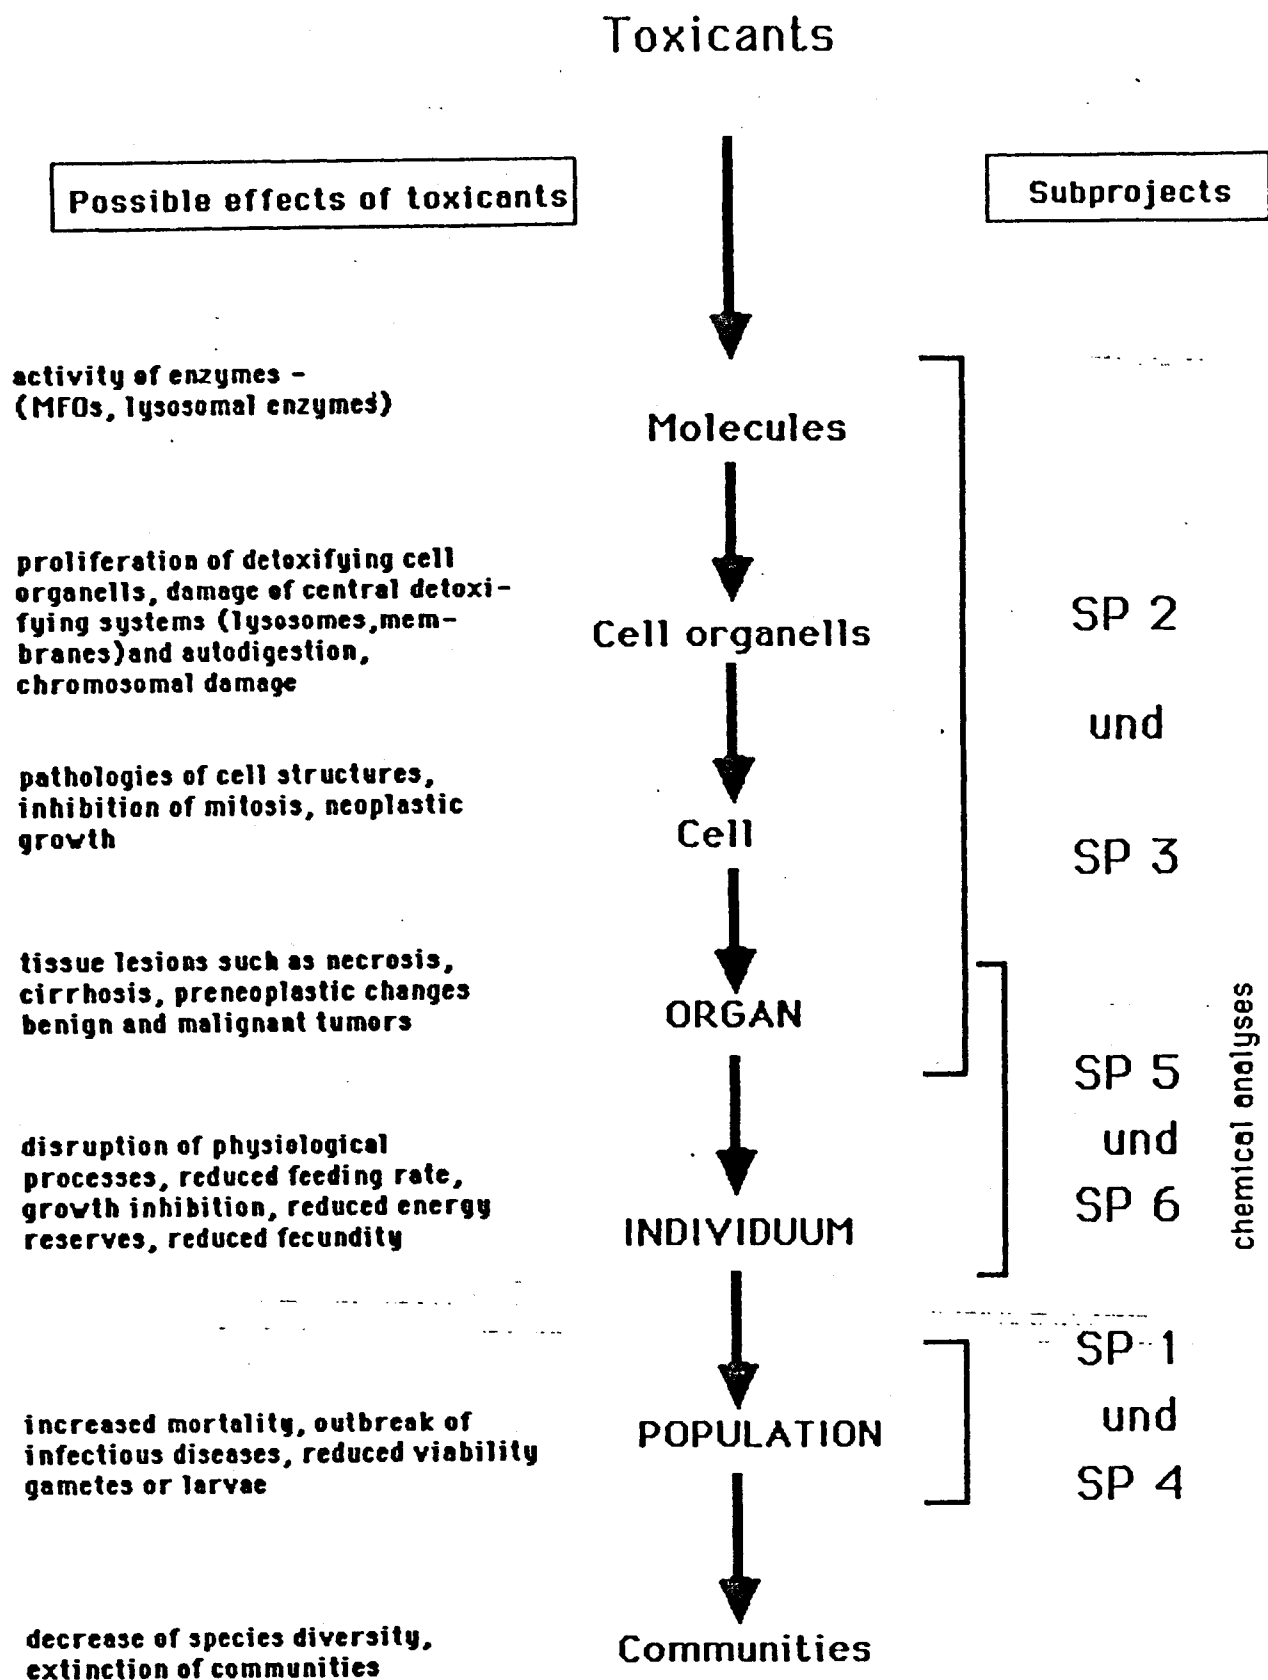 Toxicants
Possible effects of toxicants
Subprojects
activity of enzymes -
(MFOs, lysosomal enzymes)
Molecules
proliferation of detoxifying cell
organells, damage of central detoxi-
fying systems (lysosomes,mem-
branes)and autodigestion,
chromosomal damage
Cell organells
SP 2
und
SP 3
pathologies of cell structures,
inhibition of mitosis, neoplastic
growth
Cell
tissue lesions such as necrosis,
cirrhosis, preneoplastic changes
benign and malignant tumors
ORGAN
SP 5
und
SP 6
chemical analyses
disruption of physiological
processes, reduced feeding rate,
growth inhibition, reduced energy
reserves, reduced fecundity
INDIVIDUUM
SP 1
und
SP 4
increased mortality, outbreak of
infectious diseases, reduced viability
gametes or larvae
POPULATION
decrease of species diversity,
extinction of communities
Communities